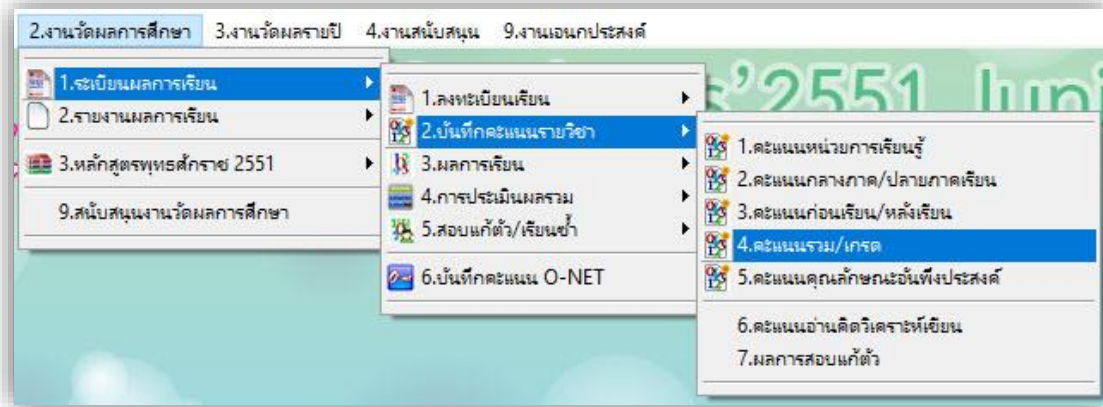 2.งานวัดผลการศึกษา 3.งานวัดผลรายปี 4.งานสนับสนุน 9.งานเอนกประสงค์
1.ระเบียนผลการเรียน
2.รายงานผลการเรียน
3.หลักสูตรพุทธศักราช 2551
9.สนับสนุนงานวัดผลการศึกษา
1.ลงทะเบียนเรียน
2.บันทึกคะแนนรายวิชา
3.ผลการเรียน
4.การประเมินผลรวม
5.สอบแก้ตัว/เรียนซ้ำ
6.บันทึกคะแนน O-NET
1.คะแนนหน่วยการเรียนรู้
2.คะแนนกลางภาค/ปลายภาคเรียน
3.คะแนนก่อนเรียน/หลังเรียน
4.คะแนนรวม/เกรด
5.คะแนนคุณลักษณะอันพึงประสงค์
6.คะแนนอ่านคิดวิเคราะห์เขียน
7.ผลการสอบแก้ตัว
s'2551 Juni